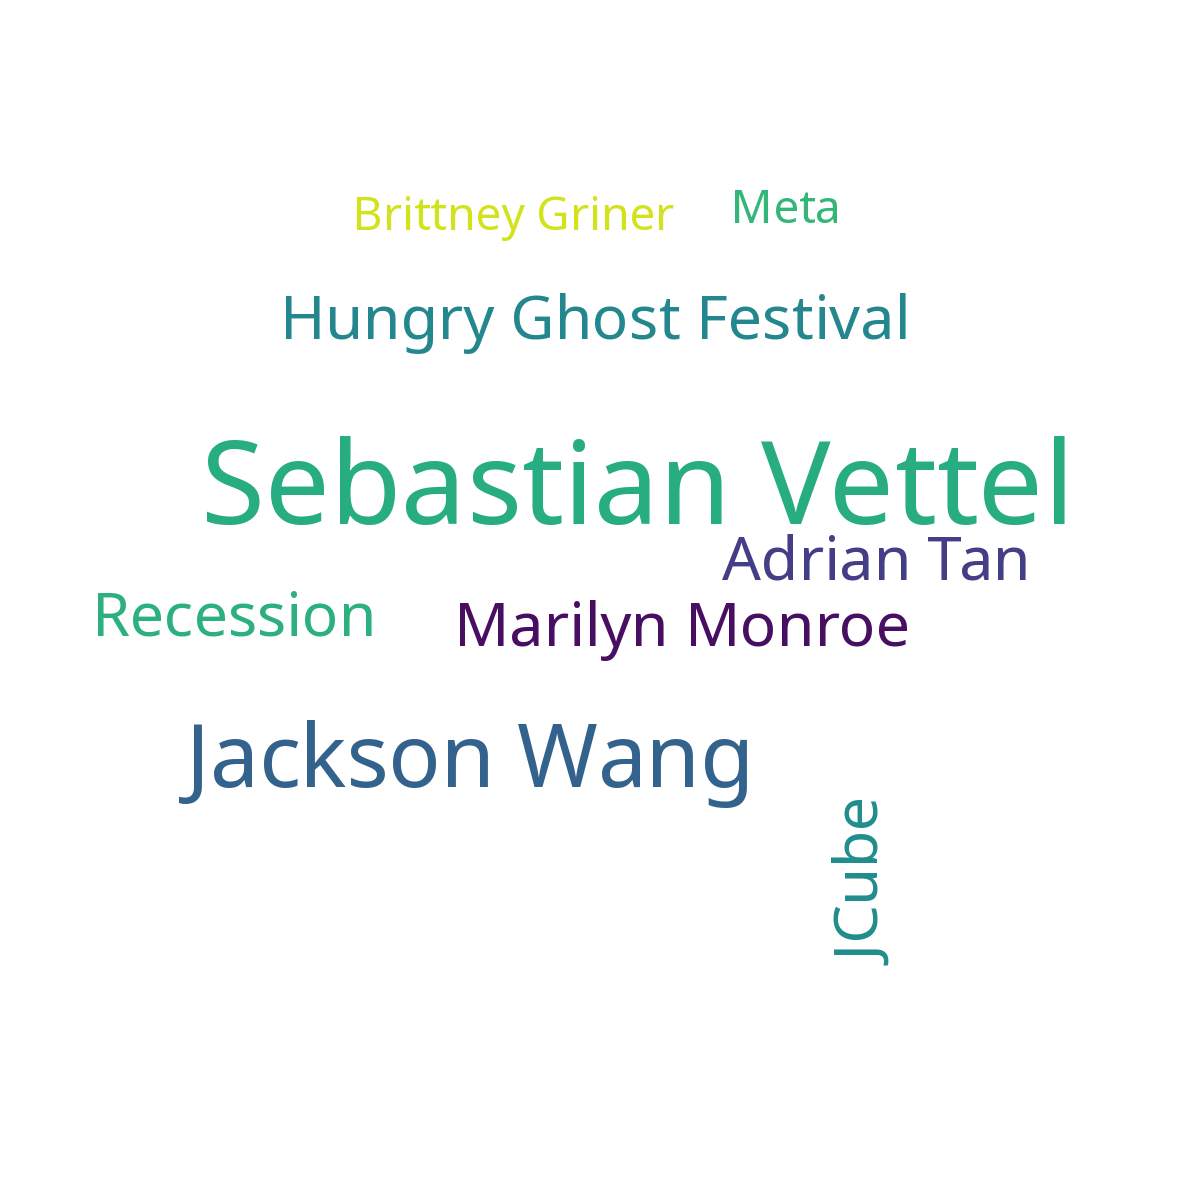 Brittney Griner
Meta
Hungry Ghost Festival
Sebastian Vettel
Adrian Tan
Recession
Marilyn Monroe
Jackson Wang
JCube